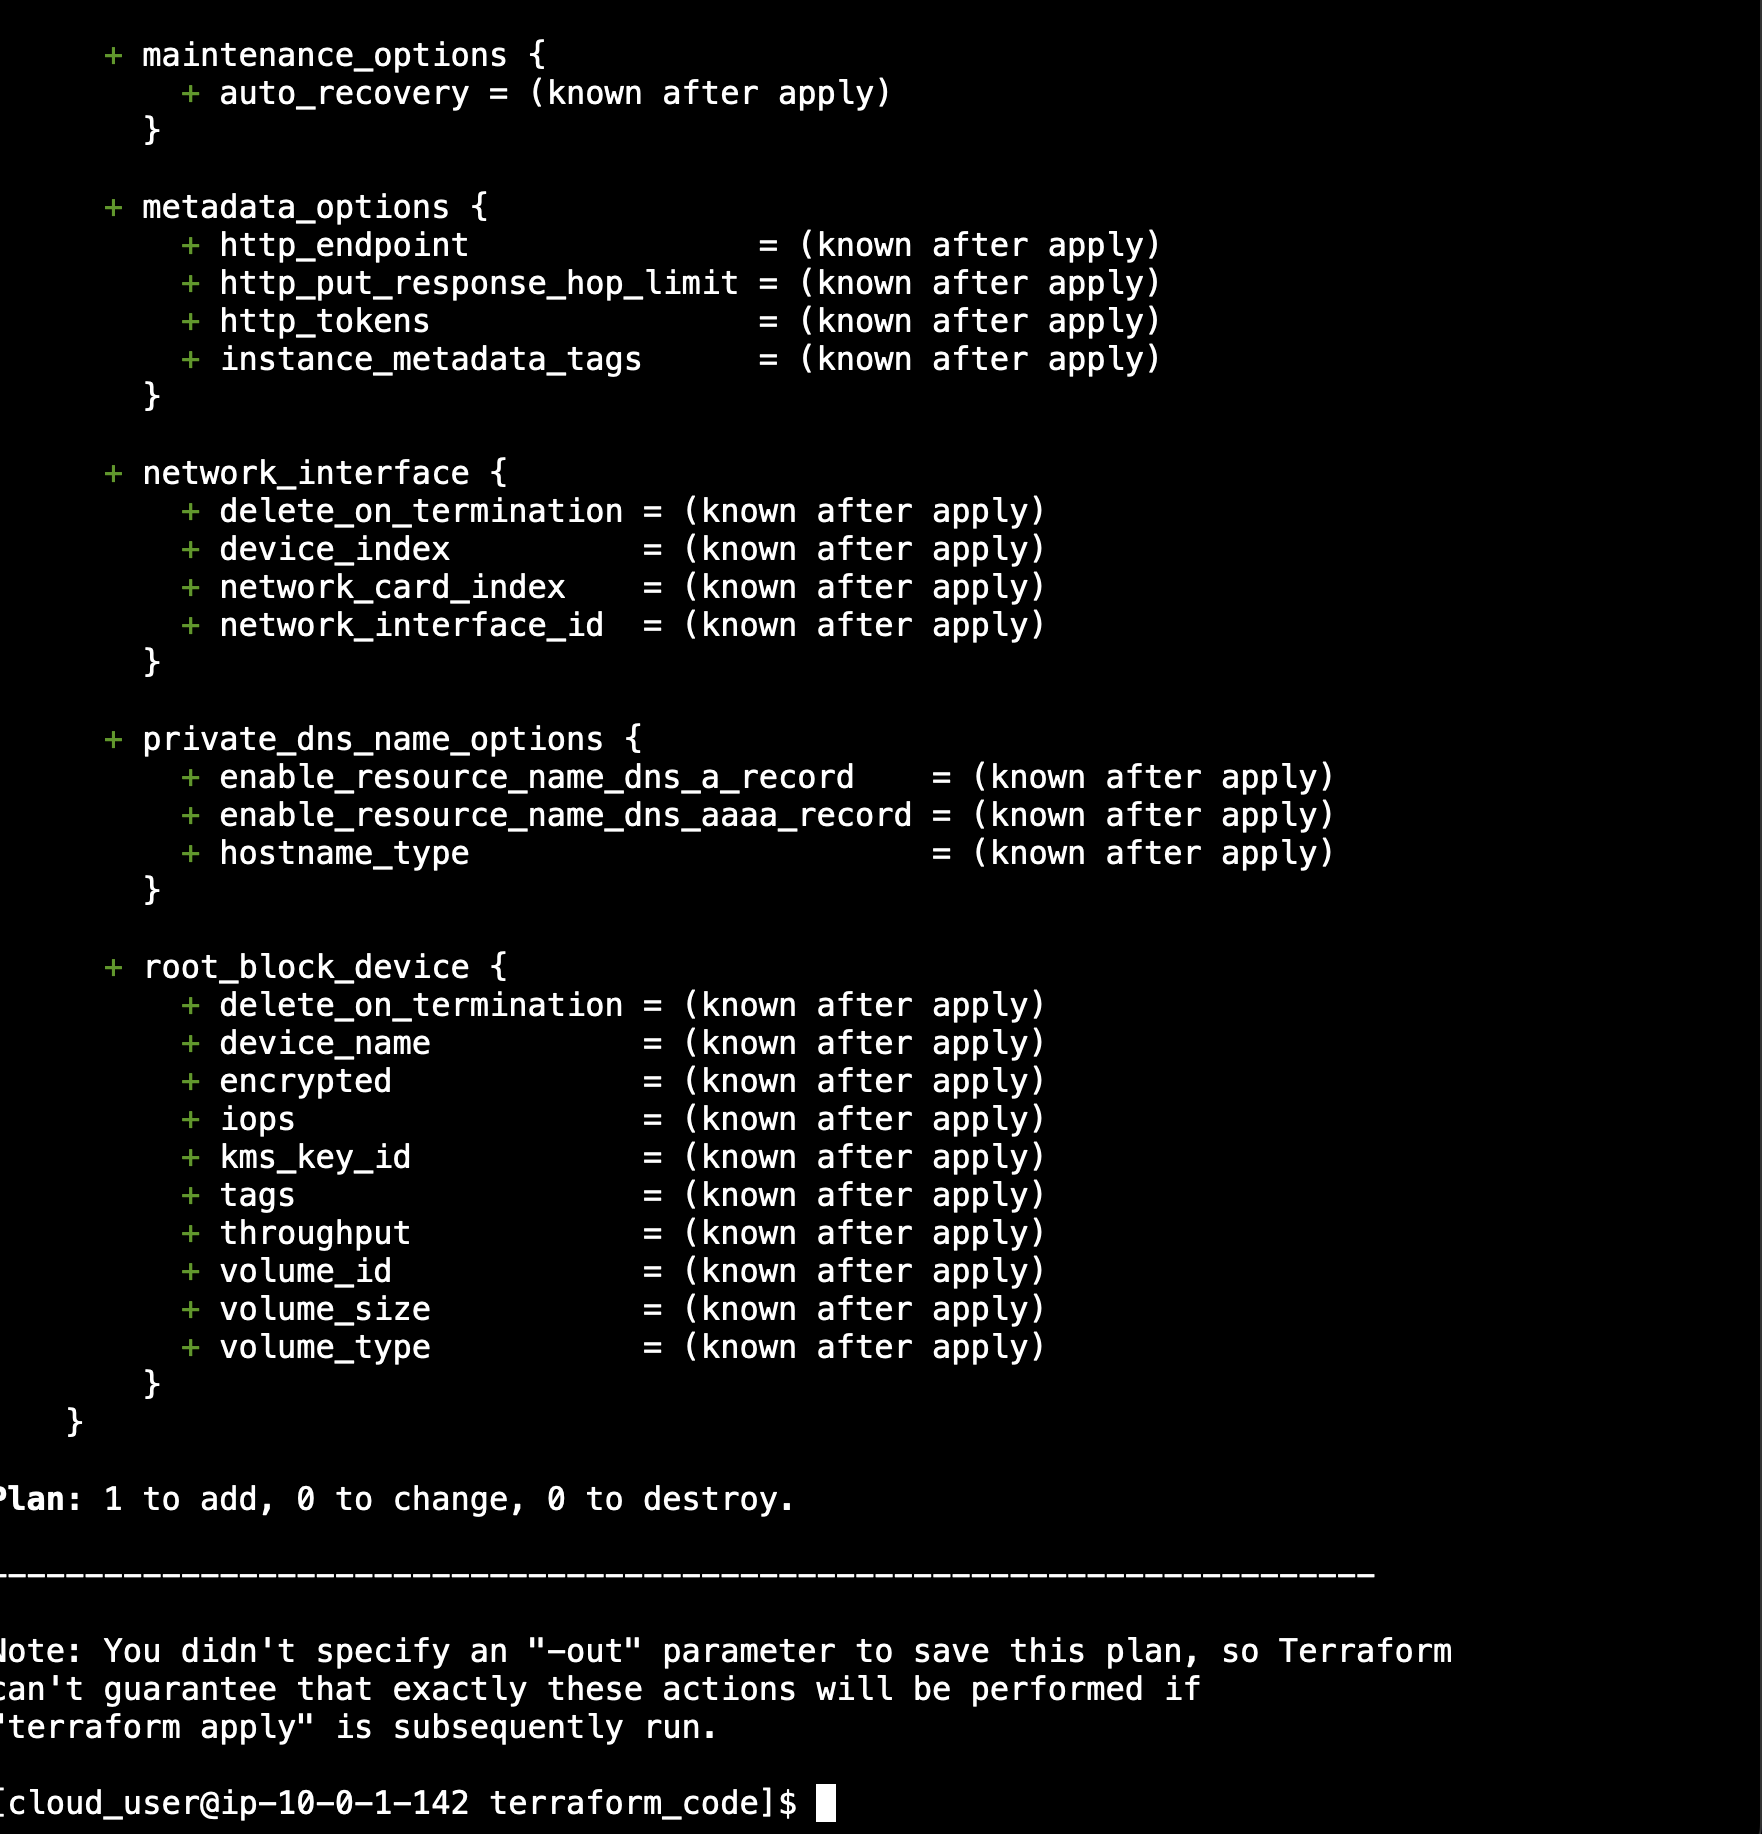 + maintenance_options {
+ auto_recovery = (known after apply)
}
+ metadata_options {
+ http_endpoint = (known after apply)
+ http_put_response_hop_limit = (known after apply)
+ http_tokens = (known after apply)
+ instance_metadata_tags = (known after apply)
}
+ network_interface {
+ delete_on_termination = (known after apply)
+ device_index = (known after apply)
+ network_card_index = (known after apply)
+ network_interface_id = (known after apply)
}
+ private_dns_name_options {
+ enable_resource_name_dns_a_record = (known after apply)
+ enable_resource_name_dns_aaaa_record = (known after apply)
+ hostname_type = (known after apply)
}
+ root_block_device {
+ delete_on_termination = (known after apply)
+ device_name = (known after apply)
+ encrypted = (known after apply)
+ iops = (known after apply)
+ kms_key_id = (known after apply)
+ tags = (known after apply)
+ throughput = (known after apply)
+ volume_id = (known after apply)
+ volume_size = (known after apply)
+ volume_type = (known after apply)
}
}
Plan: 1 to add, 0 to change, 0 to destroy.
------------------------------------------------------------------------
Note: You didn't specify an "-out" parameter to save this plan, so Terraform
can't guarantee that exactly these actions will be performed if
"terraform apply" is subsequently run.
[cloud_user@ip-10-0-1-142 terraform_code]$